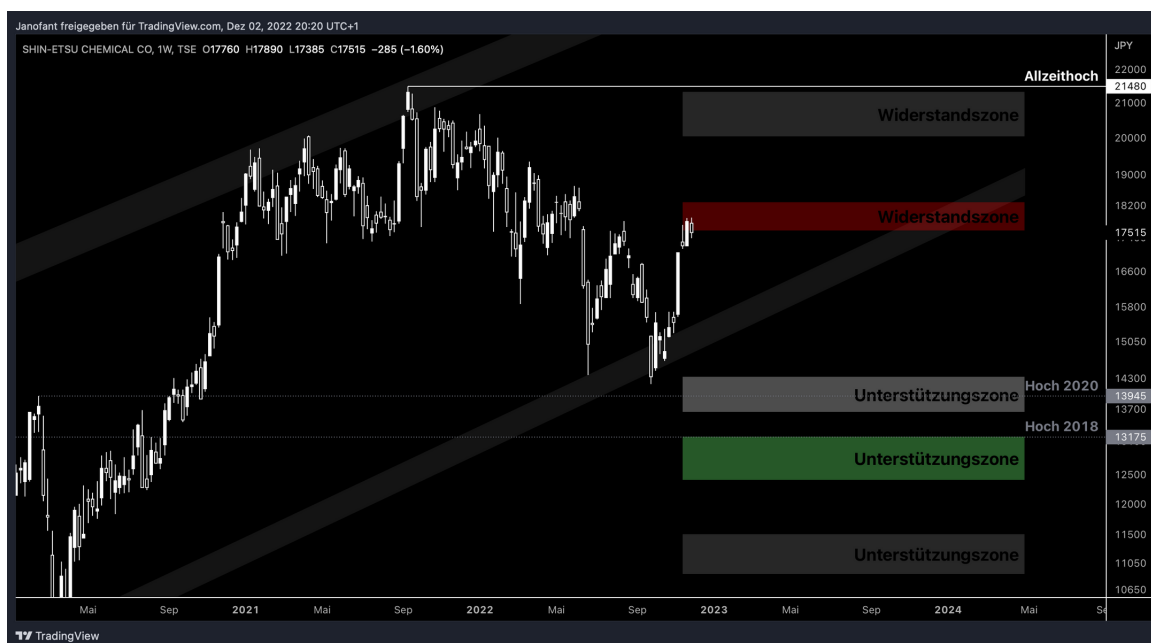 Janofant freigegeben für TradingView.com, Dez 02, 2022 20:20 UTC+1
SHIN-ETSU CHEMICAL CO, 1W, TSE O17760 H17890 L17385 C17515 −285 (−1.60%)
JPY
22000
Allzeithoch
21480
21000
Widerstandszone
20000
19000
18200
Widerstandszone
17515
16600
15800
15050
14300
Hoch 2020
Unterstützungszone
13945
13700
Hoch 2018
13175
Unterstützungszone
12500
12000
11500
Unterstützungszone
11050
10650
Mai Sep 2021 Mai Sep 2022 Mai Sep 2023 Mai Sep 2024 Mai
TradingView